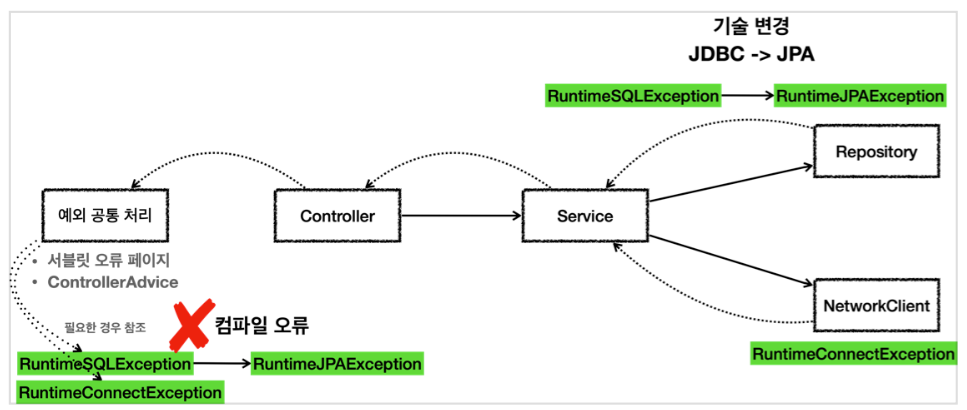 기술 변경
JDBC -> JPA
RuntimeSQLException
RuntimeJPAException
Repository
예외 공통 처리
Controller
Service
• 서블릿 오류 페이지
• ControllerAdvice
NetworkClient
필요한 경우 참조
컴파일 오류
RuntimeConnectException
RuntimeSQLException
RuntimeJPAException
RuntimeConnectException